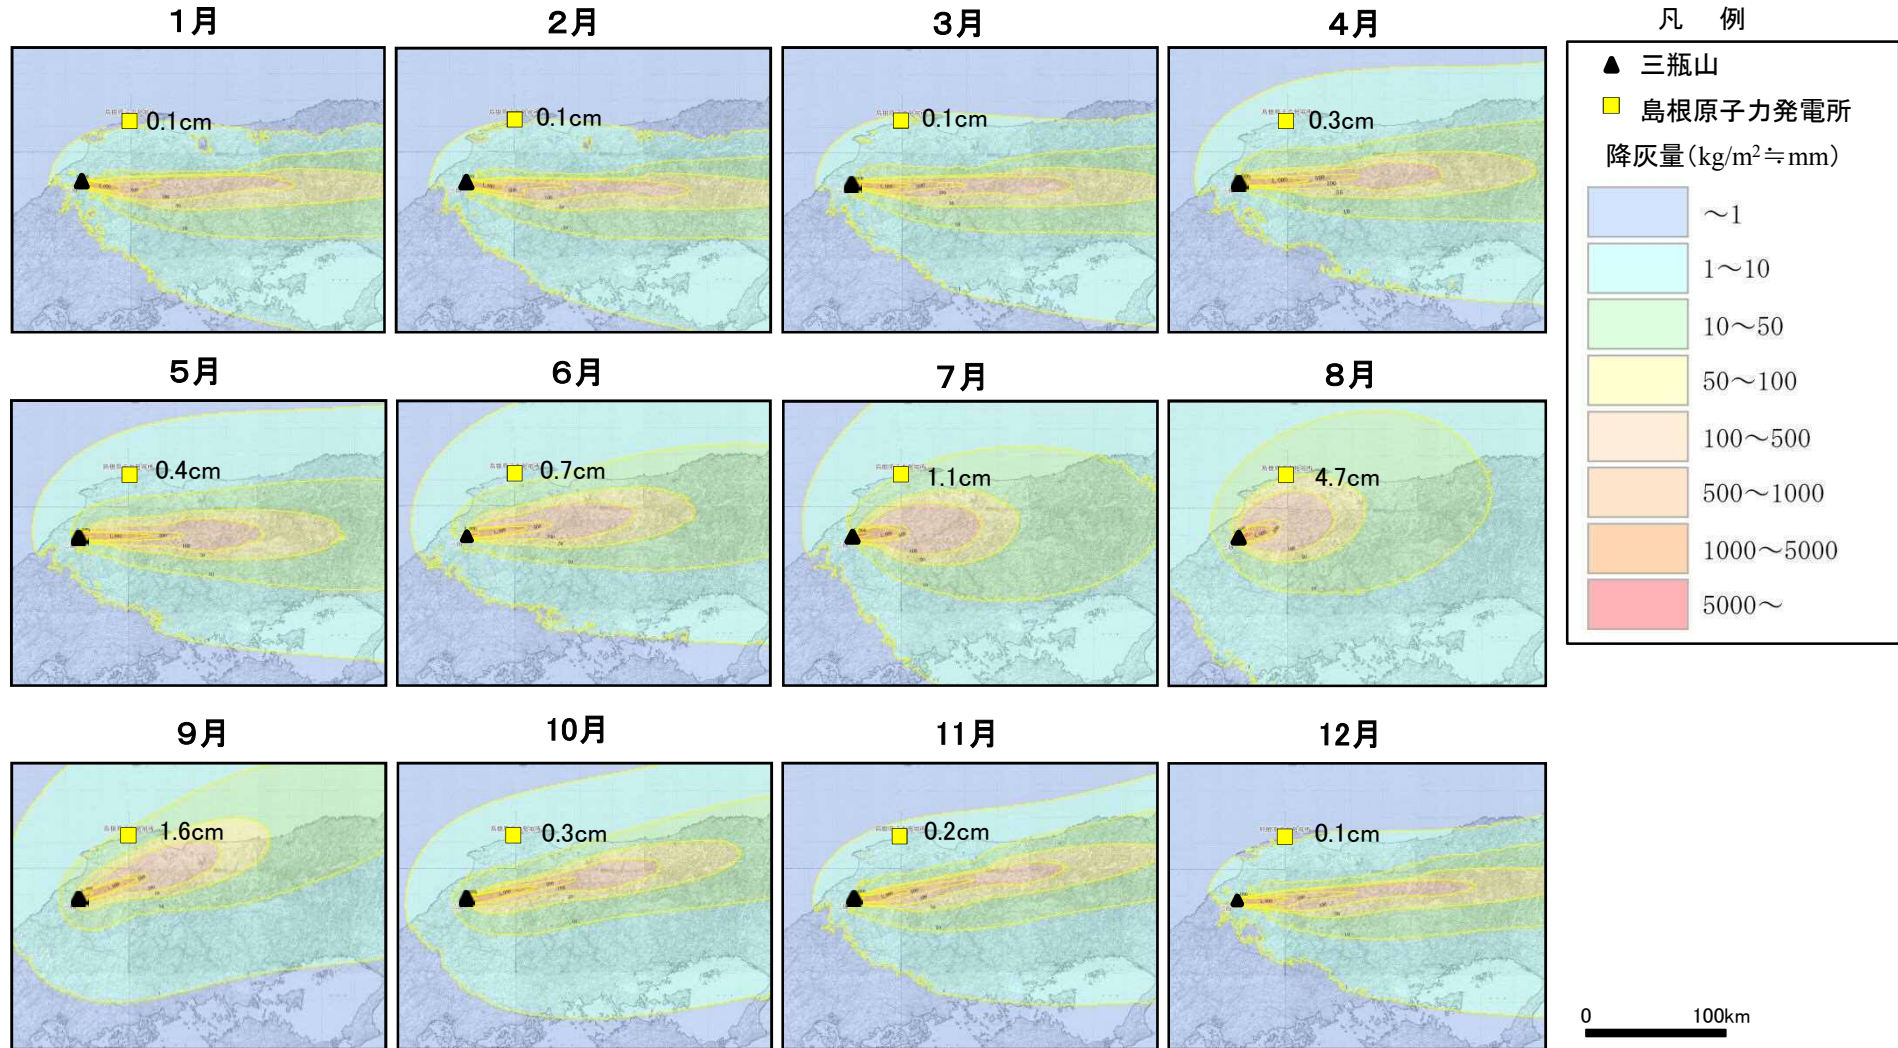 1月
2月
3月
4月
0.1cm
0.1cm
0.1cm
0.3cm
5月
6月
7月
8月
0.4cm
0.7cm
1.1cm
4.7cm
9月
10月
11月
12月
1.6cm
0.3cm
0.2cm
0.1cm
凡 例
三瓶山
島根原子力発電所
降灰量(kg/m²≒mm)
～1
1～10
10～50
50～100
100～500
500～1000
1000～5000
5000～
0 100km